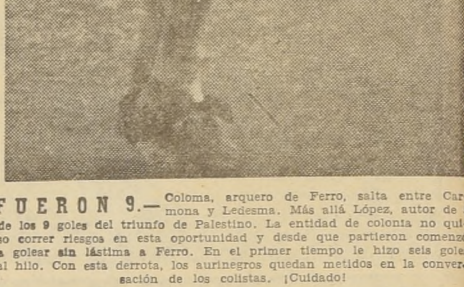 FUERON 9.— Coloma, arquero de Ferro, salta entre Car
mona y Ledesma. Más allá López, autor de
de los 9 goles del triunfo de Palestino. La entidad de colonia no qui
so correr riesgos en esta oportunidad y desde que partieron comenz
a golear sin lástima a Ferro. En el primer tiempo le hizo seis gole
al hilo. Con esta derrota, los aurinegros quedan metidos en la conver
sación de los colistas. ¡Cuidado!